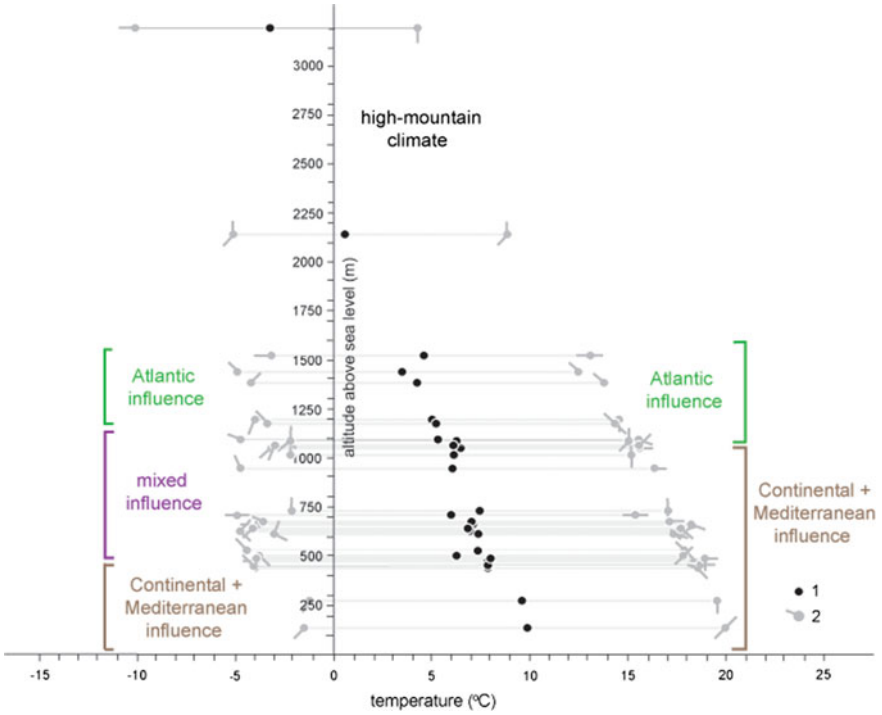 3000
2750
high-mountain
climate
2500
2250
2000
altitude above sea level (m)
1750
1500
Atlantic
influence
Atlantic
influence
1250
1000
mixed
influence
750
Continental +
Mediterranean
influence
500
Continental +
Mediterranean
influence
250
1
2
-15
-10
-5
0
5
10
15
20
25
temperature (ºC)